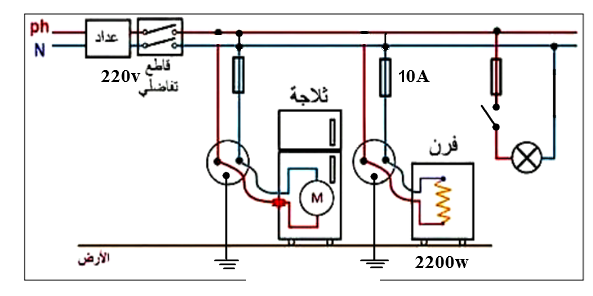 ph
N
عداد
220v
قاطع
تفاضلي
ثلاجة
10A
فرن
M
2200w
الأرض